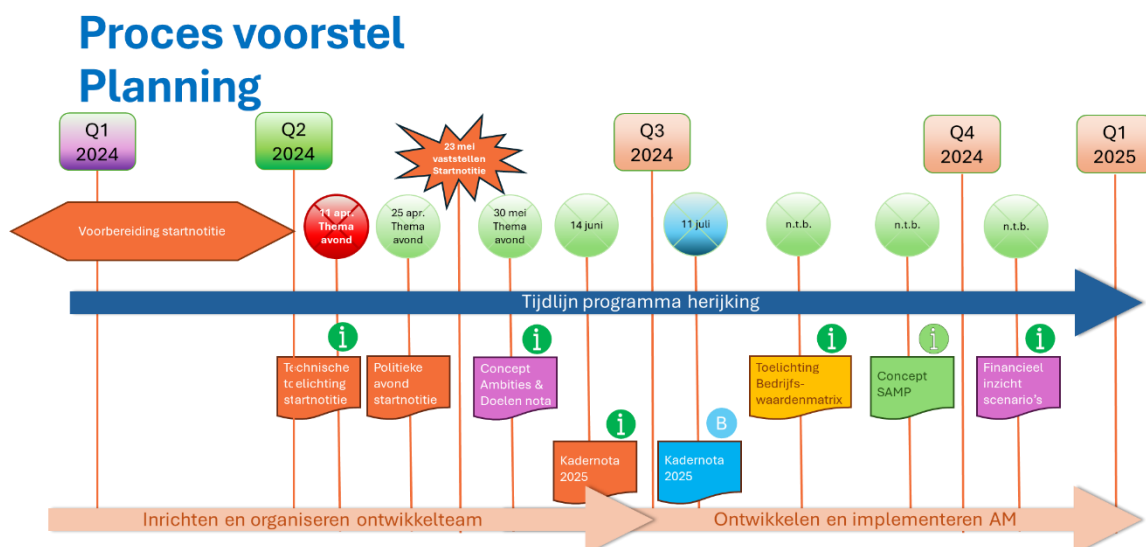 Proces voorstel
Planning
Q1
2024
Q2
2024
23 mei
vaststellen
Startnotitie
Q3
2024
Q4
2024
Q1
2025
Voorbereiding startnotitie
11 apr.
Thema
avond
25 apr.
Thema
avond
30 mei
Thema
avond
14 juni
11 juli
n.t.b.
n.t.b.
n.t.b.
Tijdlijn programma herijking
i
i
i
i
i
Technische
toelichting
startnotitie
Politieke
avond
startnotitie
Concept
Ambities &
Doelen nota
Toelichting
Bedrijfs-
waardenmatrix
Concept
SAMP
Financieel
inzicht
scenario's
i
B
Kadernota
2025
Kadernota
2025
Inrichten en organiseren ontwikkelteam
Ontwikkelen en implementeren AM